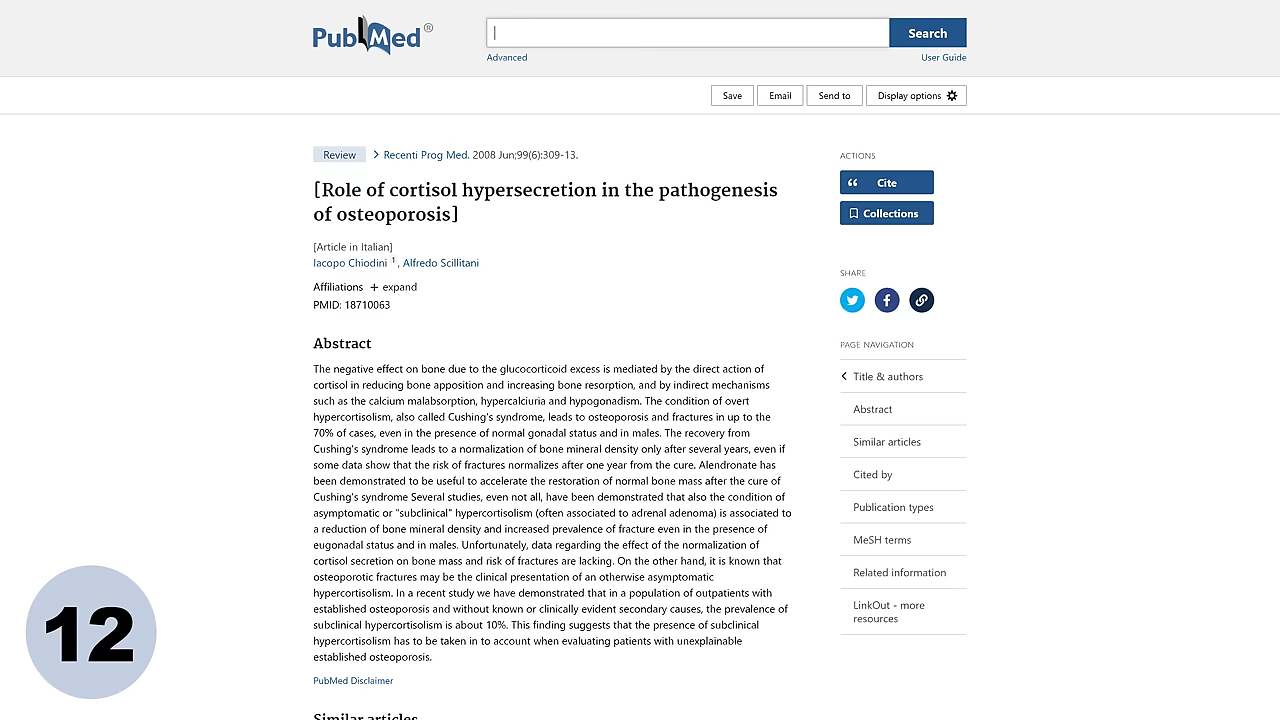 PubMed®
Search
Advanced
User Guide
Save
Email
Send to
Display options
Review
Recenti Prog Med. 2008 Jun;99(6):309-13.
[Role of cortisol hypersecretion in the pathogenesis
of osteoporosis]
[Article in Italian]
Iacopo Chiodini 1, Alfredo Scillitani
Affiliations + expand
PMID: 18710063
Abstract
The negative effect on bone due to the glucocorticoid excess is mediated by the direct action of
cortisol in reducing bone apposition and increasing bone resorption, and by indirect mechanisms
such as the calcium malabsorption, hypercalciuria and hypogonadism. The condition of overt
hypercortisolism, also called Cushing's syndrome, leads to osteoporosis and fractures in up to the
70% of cases, even in the presence of normal gonadal status and in males. The recovery from
Cushing's syndrome leads to a normalization of bone mineral density only after several years, even if
some data show that the risk of fractures normalizes after one year from the cure. Alendronate has
been demonstrated to be useful to accelerate the restoration of normal bone mass after the cure of
Cushing's syndrome Several studies, even not all, have been demonstrated that also the condition of
asymptomatic or "subclinical" hypercortisolism (often associated to adrenal adenoma) is associated to
a reduction of bone mineral density and increased prevalence of fracture even in the presence of
eugonadal status and in males. Unfortunately, data regarding the effect of the normalization of
cortisol secretion on bone mass and risk of fractures are lacking. On the other hand, it is known that
osteoporotic fractures may be the clinical presentation of an otherwise asymptomatic
hypercortisolism. In a recent study we have demonstrated that in a population of outpatients with
established osteoporosis and without known or clinically evident secondary causes, the prevalence of
subclinical hypercortisolism is about 10%. This finding suggests that the presence of subclinical
hypercortisolism has to be taken in to account when evaluating patients with unexplainable
established osteoporosis.
PubMed Disclaimer
Similar articles
ACTIONS
Cite
Collections
SHARE
PAGE NAVIGATION
Title & authors
Abstract
Similar articles
Cited by
Publication types
MeSH terms
Related information
LinkOut - more
resources
12